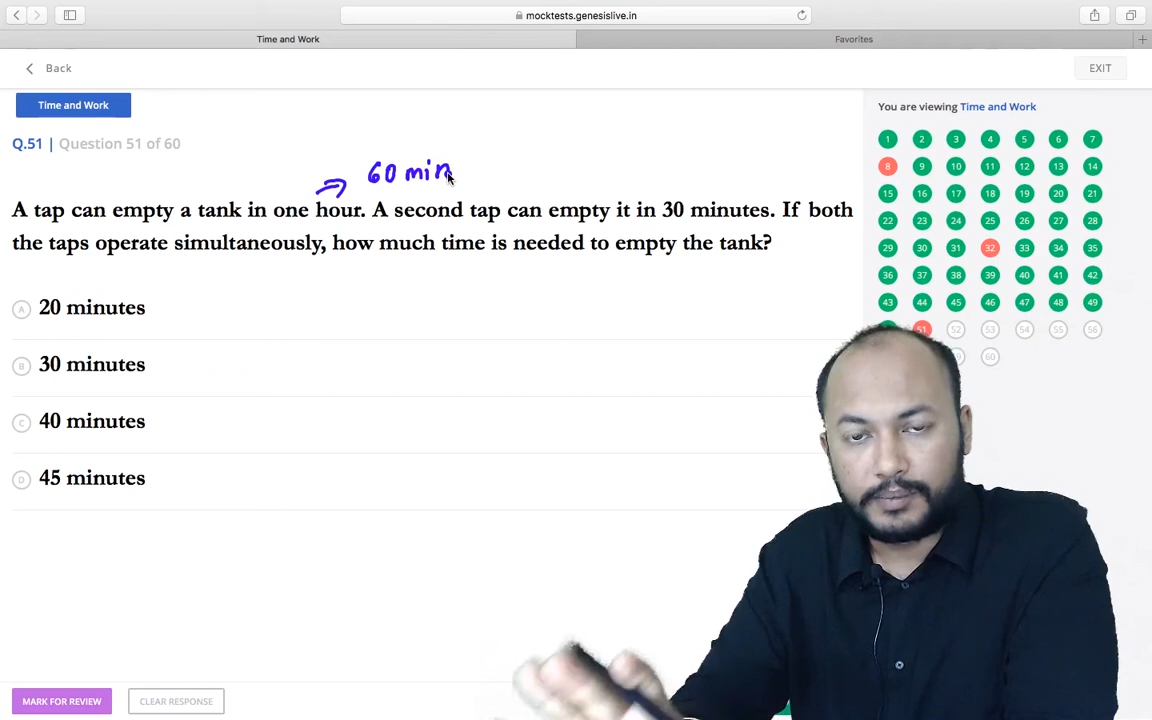 mocktests.genesislive.in
Time and Work
Favorites
Back
EXIT
Time and Work
You are viewing Time and Work
Q.51 | Question 51 of 60
1 2 3 4 5 6 7
8 9 10 11 12 13 14
60 min
15 16 17 18 19 20 21
A tap can empty a tank in one hour. A second tap can empty it in 30 minutes. If both
22 23 24 25 26 27 28
the taps operate simultaneously, how much time is needed to empty the tank?
29 30 31 32 33 34 35
36 37 38 39 40 41 42
43 44 45 46 47 48 49
51 52 53 54 55 56
60
A 20 minutes
B 30 minutes
C 40 minutes
D 45 minutes
MARK FOR REVIEW
CLEAR RESPONSE